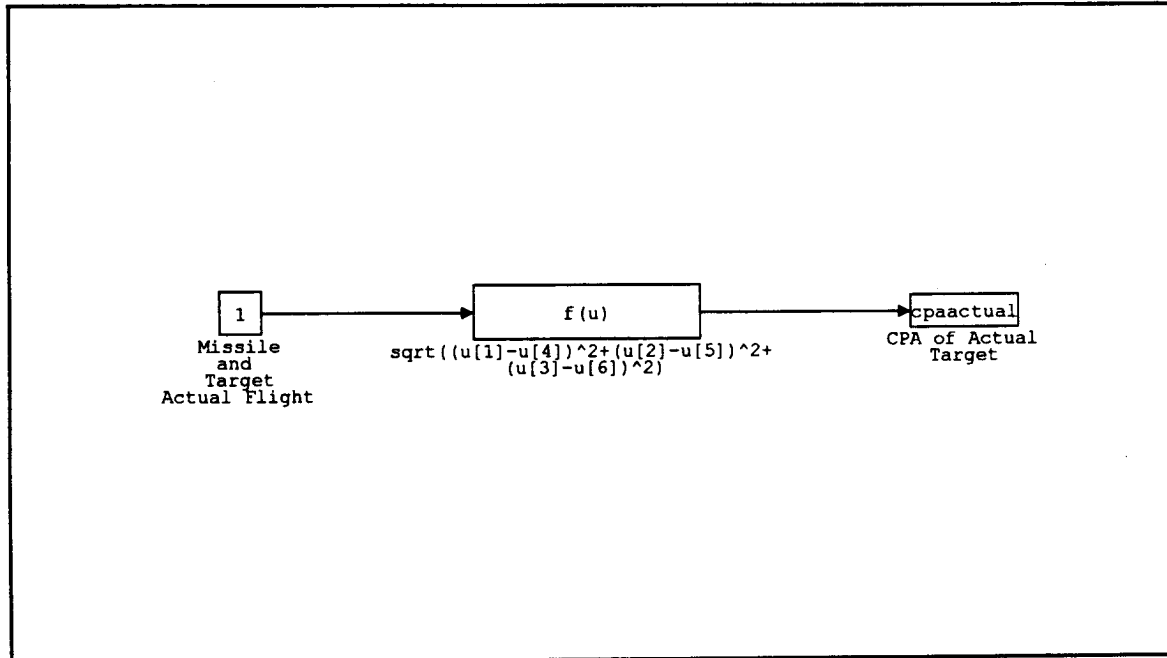 1
Missile
and
Target
Actual Flight
f(u)
sqrt((u[1]-u[4])^2+(u[2]-u[5])^2+
(u[3]-u[6])^2)
cpaactual
CPA of Actual
Target